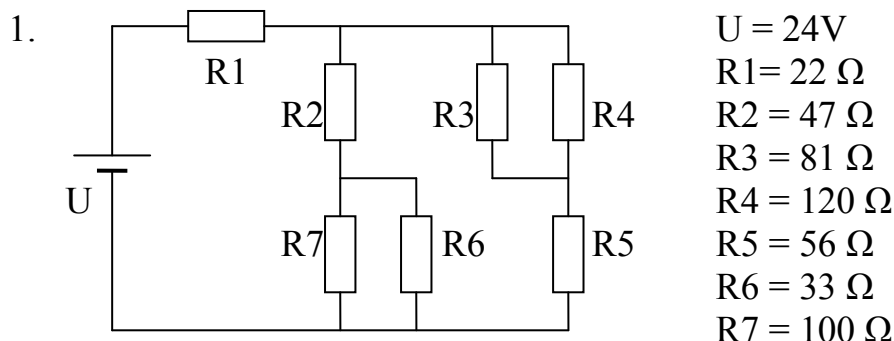 1.
R1
R2
R3
R4
U
R7
R6
R5
U = 24V
R1= 22 Ω
R2 = 47 Ω
R3 = 81 Ω
R4 = 120 Ω
R5 = 56 Ω
R6 = 33 Ω
R7 = 100 Ω